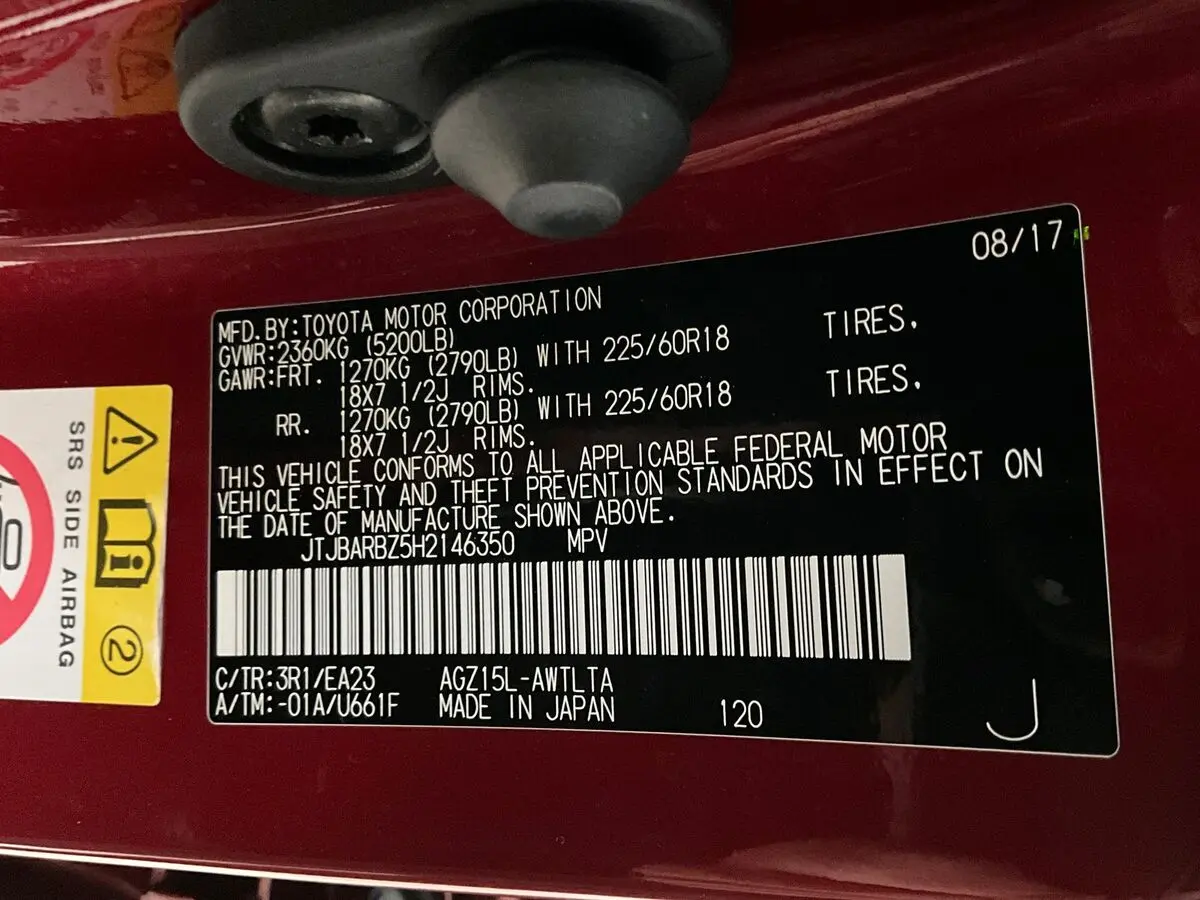 08/17
MFD. BY:TOYOTA MOTOR CORPORATION
GVWR:2360KG (5200LB)
GAWR:FRT. 1270KG (2790LB) WITH 225/60R18 TIRES.
18X7 1/2J RIMS.
RR. 1270KG (2790LB) WITH 225/60R18 TIRES.
18X7 1/2J RIMS.
THIS VEHICLE CONFORMS TO ALL APPLICABLE FEDERAL MOTOR
VEHICLE SAFETY AND THEFT PREVENTION STANDARDS IN EFFECT ON
THE DATE OF MANUFACTURE SHOWN ABOVE.
JTJBARBZ5H2146350 MPV
C/TR:3R1/EA23 AGZ15L-AWTLTA
A/TM:-01A/U661F MADE IN JAPAN 120 J
SRS SIDE AIRBAG
2